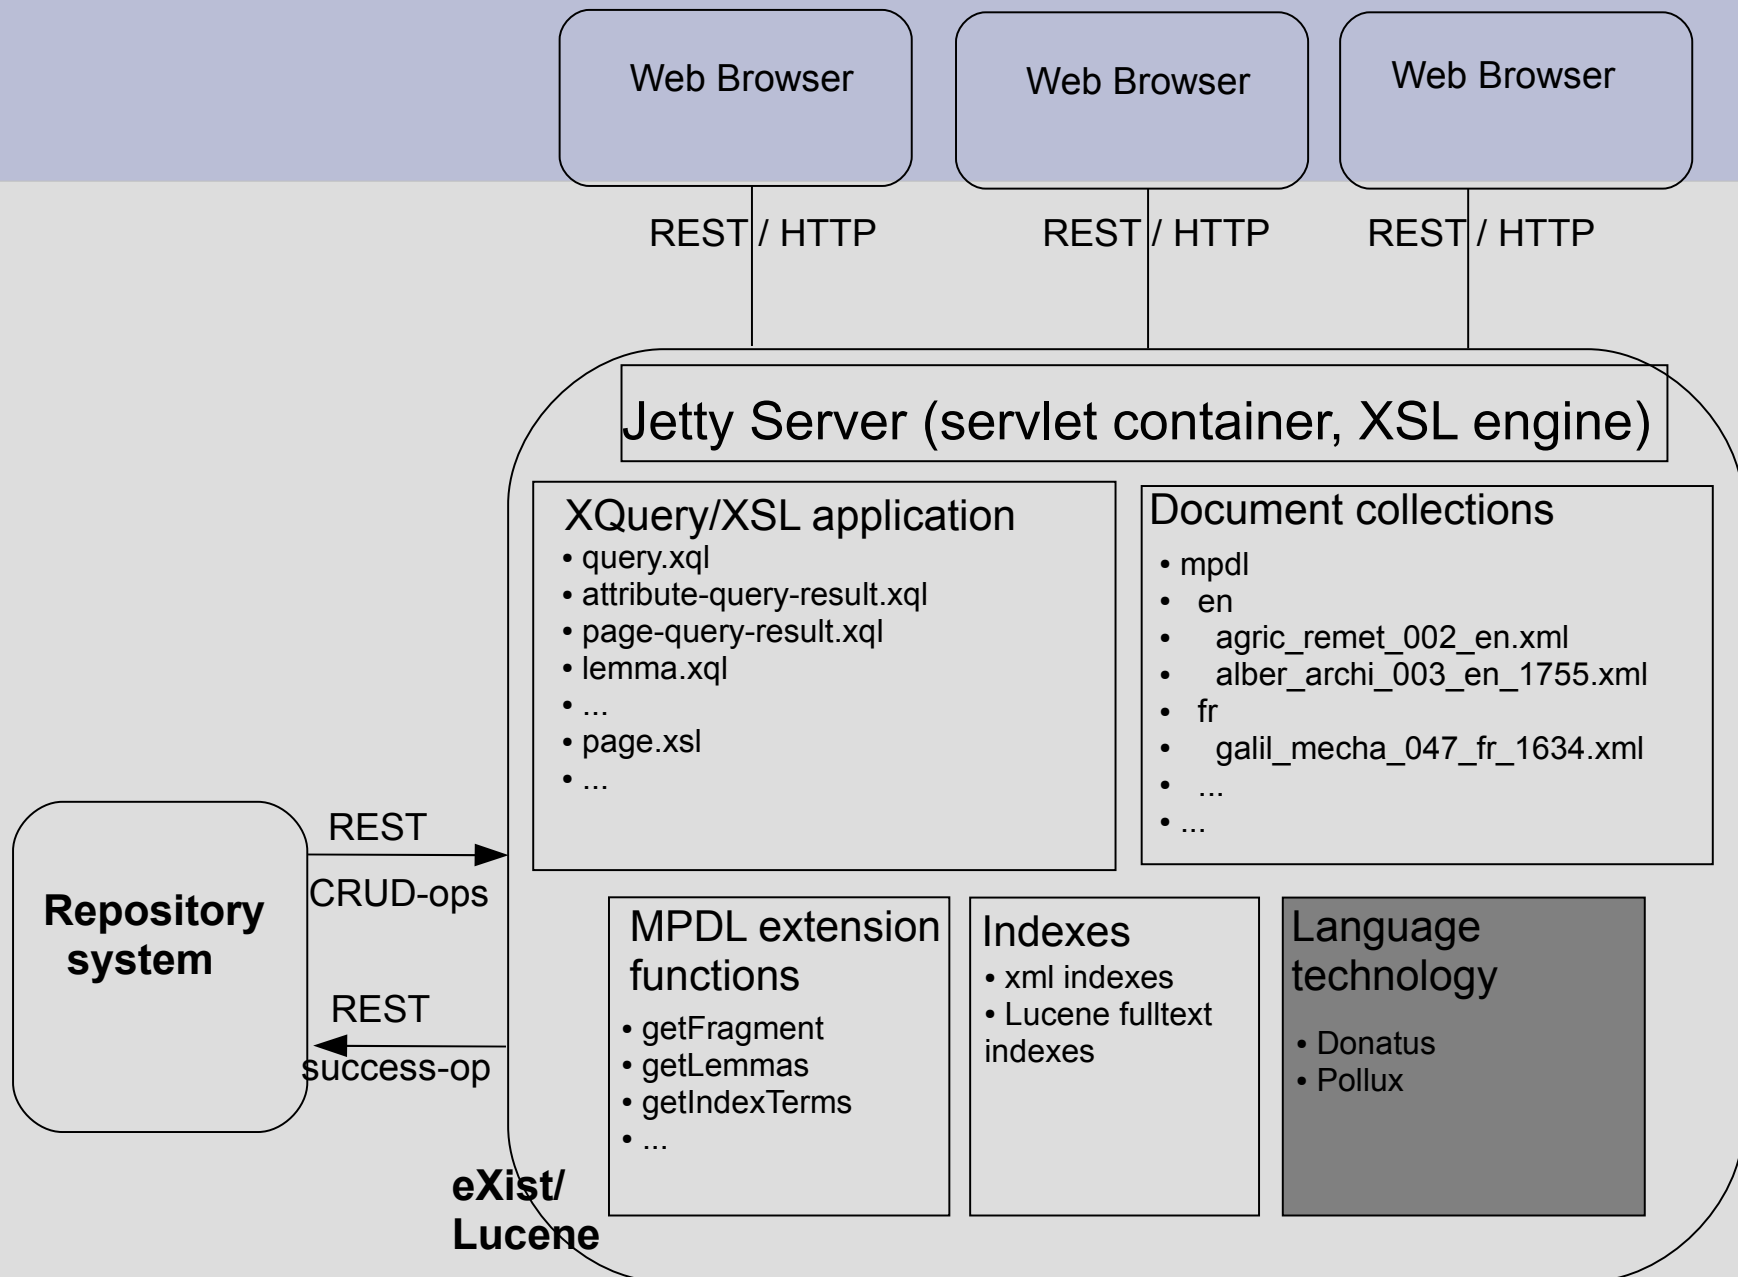 Web Browser
Web Browser
Web Browser
REST / HTTP
REST / HTTP
REST / HTTP
Jetty Server (servlet container, XSL engine)
XQuery/XSL application
• query.xql
• attribute-query-result.xql
• page-query-result.xql
• lemma.xql
• ...
• page.xsl
• ...
Document collections
• mpdl
• en
• agric_remet_002_en.xml
• alber_archi_003_en_1755.xml
• fr
• galil_mecha_047_fr_1634.xml
• ...
• ...
Repository
system
REST
CRUD-ops
REST
success-op
MPDL extension
functions
• getFragment
• getLemmas
• getIndexTerms
• ...
Indexes
• xml indexes
• Lucene fulltext
indexes
Language
technology
• Donatus
• Pollux
eXist/
Lucene